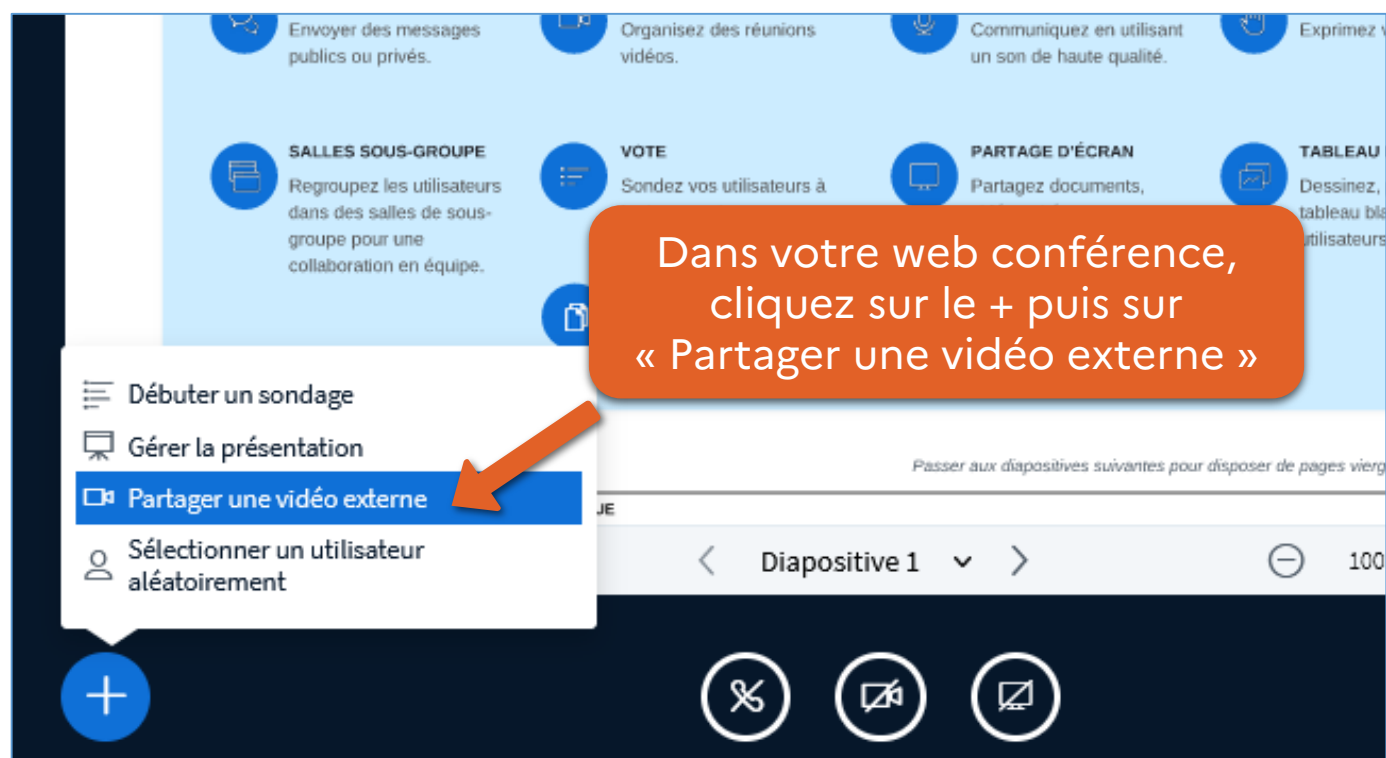 Envoyer des messages
publics ou privés.
Organisez des réunions
vidéos.
Communiquez en utilisant
un son de haute qualité.
Exprimez
SALLES SOUS-GROUPE
Regroupez les utilisateurs
dans des salles de sous-
groupe pour une
collaboration en équipe.
VOTE
Sondez vos utilisateurs à
PARTAGE D'ÉCRAN
Partagez documents,
TABLEAU
Dessinez,
tableau
utilisateurs
Dans votre web conférence,
cliquez sur le + puis sur
« Partager une vidéo externe »
Débuter un sondage
Gérer la présentation
Partager une vidéo externe
Sélectionner un utilisateur
aléatoirement
Passer aux diapositives suivantes pour disposer de pages
UE
Diapositive 1
100